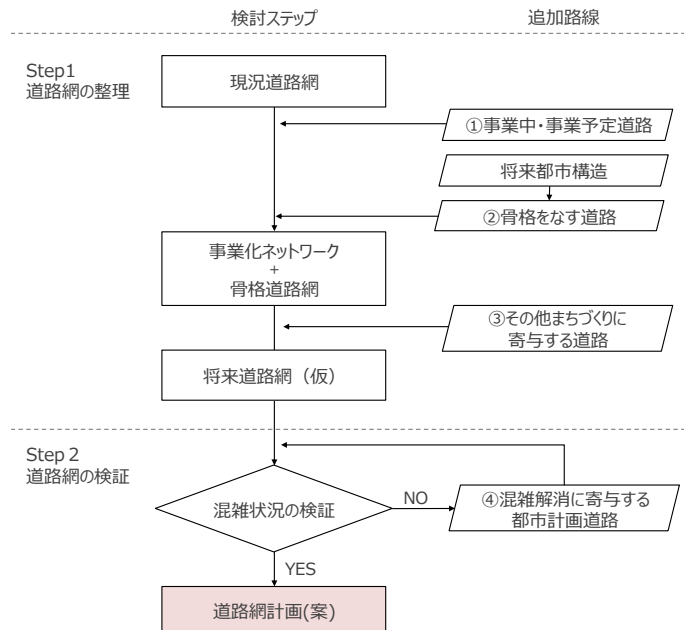 検討ステップ
追加路線
Step1
道路網の整理
現況道路網
①事業中・事業予定道路
将来都市構造
②骨格をなす道路
事業化ネットワーク
+
骨格道路網
③その他まちづくりに
寄与する道路
将来道路網（仮）
Step 2
道路網の検証
混雑状況の検証
NO
④混雑解消に寄与する
都市計画道路
YES
道路網計画(案)